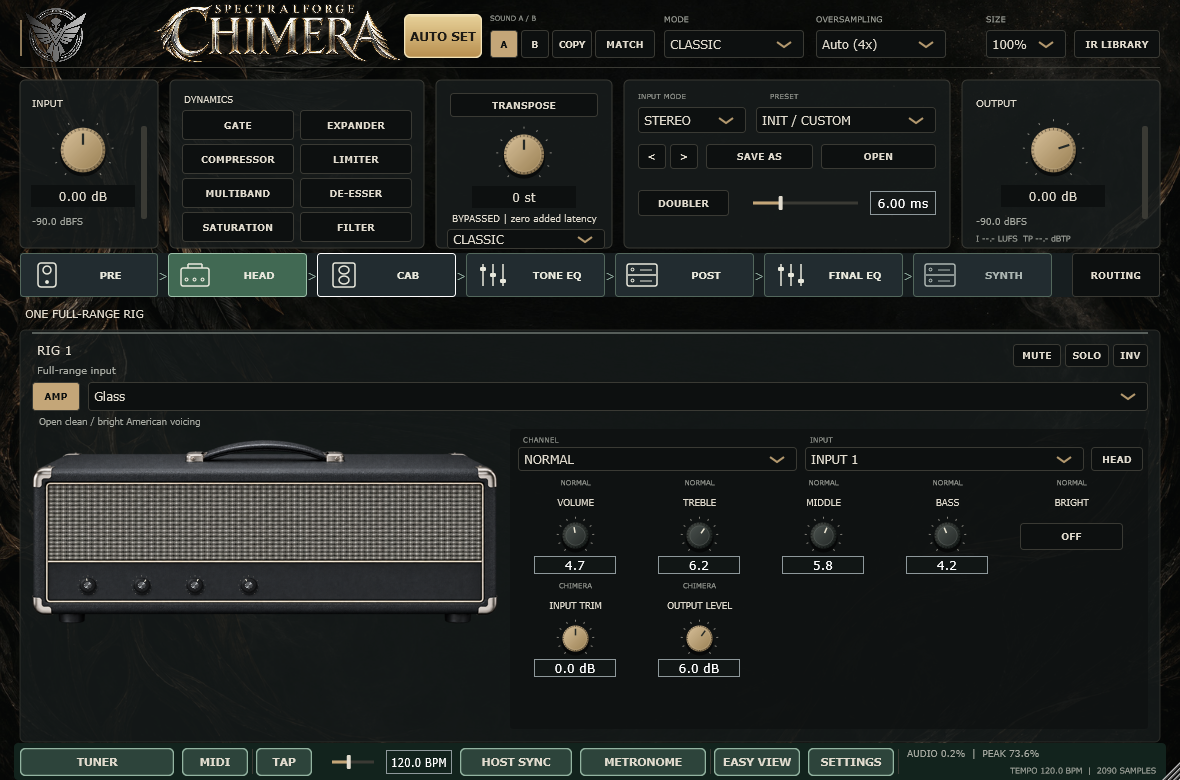 SPECTRALFORGE
CHIMERA
AUTO SET
SOUND A / B
A B COPY MATCH
MODE
CLASSIC
OVERSAMPLING
Auto (4x)
SIZE
100%
IR LIBRARY
INPUT
0.00 dB
-90.0 dBFS
DYNAMICS
GATE EXPANDER
COMPRESSOR LIMITER
MULTIBAND DE-ESSER
SATURATION FILTER
TRANSPOSE
0 st
BYPASSED | zero added latency
CLASSIC
INPUT MODE PRESET
STEREO INIT / CUSTOM
< > SAVE AS OPEN
DOUBLER 6.00 ms
OUTPUT
0.00 dB
-90.0 dBFS
I --.- LUFS TP --.- dBTP
PRE > HEAD > CAB > TONE EQ > POST > FINAL EQ > SYNTH ROUTING
ONE FULL-RANGE RIG
RIG 1
Full-range input
MUTE SOLO INV
AMP Glass
Open clean / bright American voicing
CHANNEL INPUT
NORMAL INPUT 1 HEAD
NORMAL NORMAL NORMAL NORMAL NORMAL
VOLUME TREBLE MIDDLE BASS BRIGHT
OFF
4.7 6.2 5.8 4.2
CHIMERA CHIMERA
INPUT TRIM OUTPUT LEVEL
0.0 dB 6.0 dB
TUNER MIDI TAP 120.0 BPM HOST SYNC METRONOME EASY VIEW SETTINGS
AUDIO 0.2% | PEAK 73.6%
TEMPO 120.0 BPM | 2090 SAMPLES